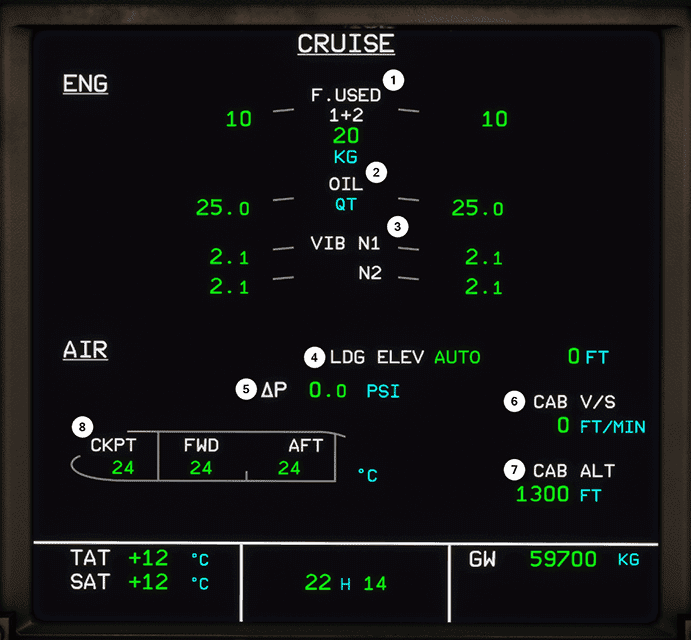 CRUISE
ENG
1
F.USED
1+2
10 20 10
KG
2
OIL
25.0 QT 25.0
3
2.1 VIB N1 2.1
2.1 N2 2.1
AIR
4 LDG ELEV AUTO 0 FT
5 ΔP 0.0 PSI
6 CAB V/S
0 FT/MIN
8
CKPT FWD AFT
24 24 24 °C
7 CAB ALT
1300 FT
TAT +12 °C
SAT +12 °C
22 H 14
GW 59700 KG